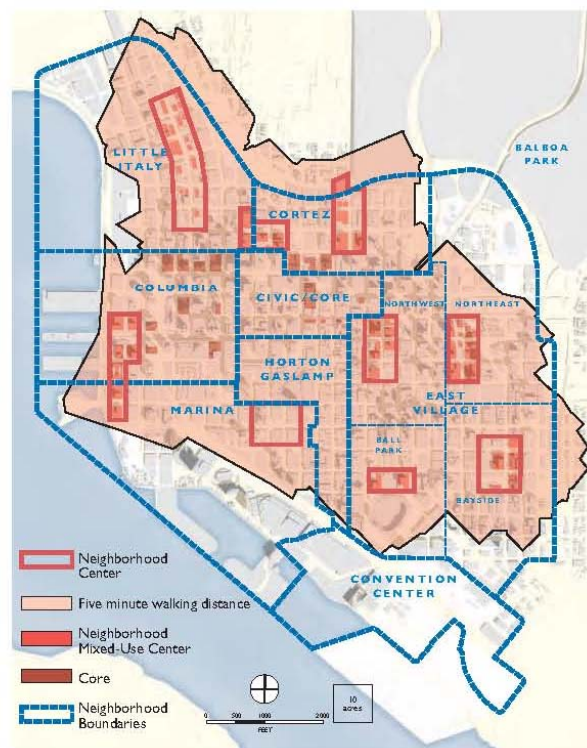 LITTLE
ITALY
BALBOA
PARK
CORTEZ
COLUMBIA
CIVIC/CORE
NORTHWEST
NORTHEAST
HORTON
GASLAMP
EAST
VILLAGE
MARINA
BALL
PARK
BAYSIDE
CONVENTION
CENTER
Neighborhood
Center
Five minute walking distance
Neighborhood
Mixed-Use Center
Core
Neighborhood
Boundaries
10
acres
0 500 1000 2000
FEET